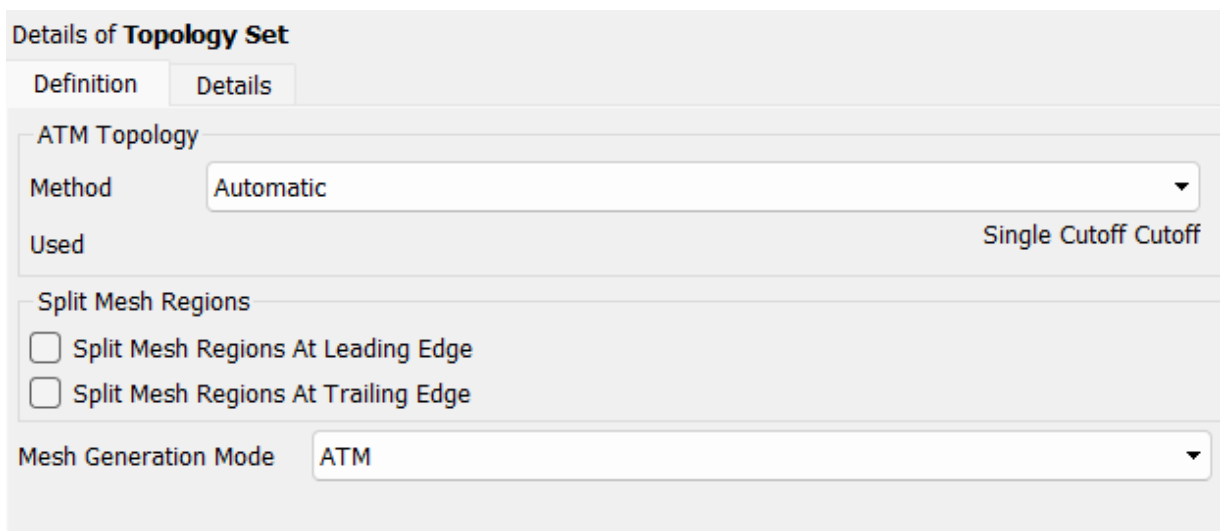 Details of Topology Set
Definition Details
ATM Topology
Method Automatic
Used Single Cutoff Cutoff
Split Mesh Regions
Split Mesh Regions At Leading Edge
Split Mesh Regions At Trailing Edge
Mesh Generation Mode ATM